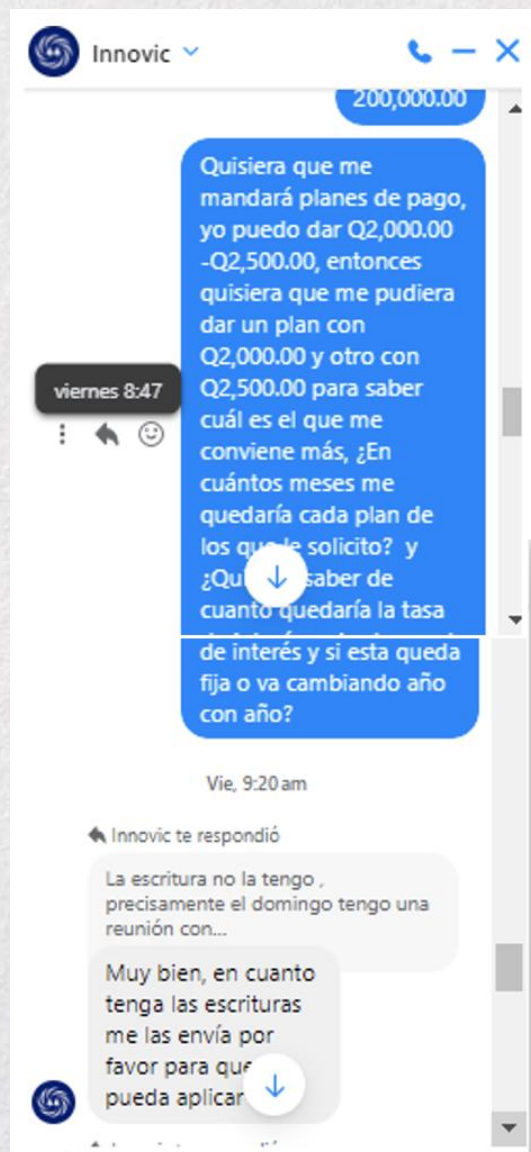 Innovic
200,000.00
Quisiera que me
mandará planes de pago,
yo puedo dar Q2,000.00
-Q2,500.00, entonces
quisiera que me pudiera
dar un plan con
Q2,000.00 y otro con
Q2,500.00 para saber
cuál es el que me
conviene más, ¿En
cuántos meses me
quedaría cada plan de
los que le solicito? y
saber de
cuanto quedaría la tasa
de interés y si esta queda
fija o va cambiando año
con año?
viernes 8:47
Vie, 9:20 am
Innovic te respondió
La escritura no la tengo ,
precisamente el domingo tengo una
reunión con...
Muy bien, en cuanto
tenga las escrituras
me las envía por
favor para que
pueda aplicar